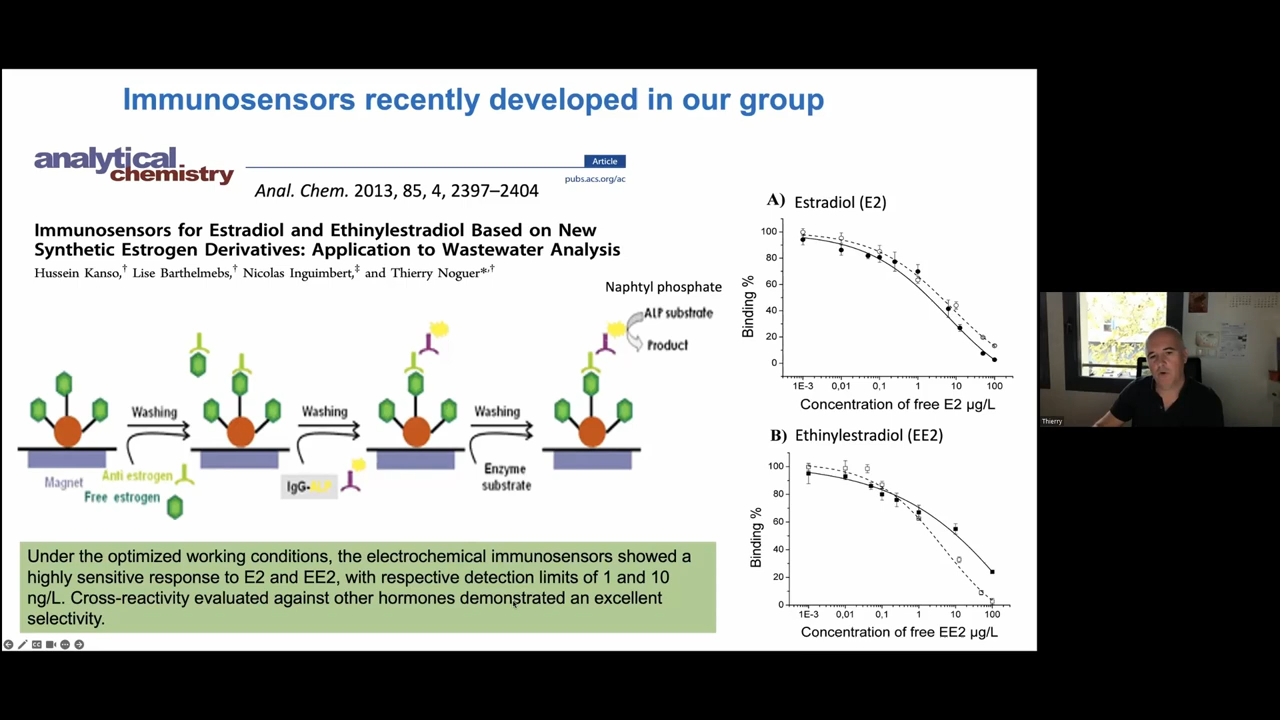 Immunosensors recently developed in our group
analytical
chemistry
Article
pubs.acs.org/ac
Anal. Chem. 2013, 85, 4, 2397–2404
Immunosensors for Estradiol and Ethinylestradiol Based on New
Synthetic Estrogen Derivatives: Application to Wastewater Analysis
Hussein Kanso,† Lise Barthelmebs,† Nicolas Inguimbert,‡ and Thierry Noguer*,†
Naphtyl phosphate
ALP substrate
Product
Washing
Washing
Washing
Magnet
Anti estrogen
Free estrogen
IgG-ALP
Enzyme
substrate
Under the optimized working conditions, the electrochemical immunosensors showed a
highly sensitive response to E2 and EE2, with respective detection limits of 1 and 10
ng/L. Cross-reactivity evaluated against other hormones demonstrated an excellent
selectivity.
A) Estradiol (E2)
Binding %
100
80
60
40
20
0
1E-3 0,01 0,1 1 10 100
Concentration of free E2 µg/L
B) Ethinylestradiol (EE2)
Binding %
100
80
60
40
20
0
1E-3 0,01 0,1 1 10 100
Concentration of free EE2 µg/L
Thierry